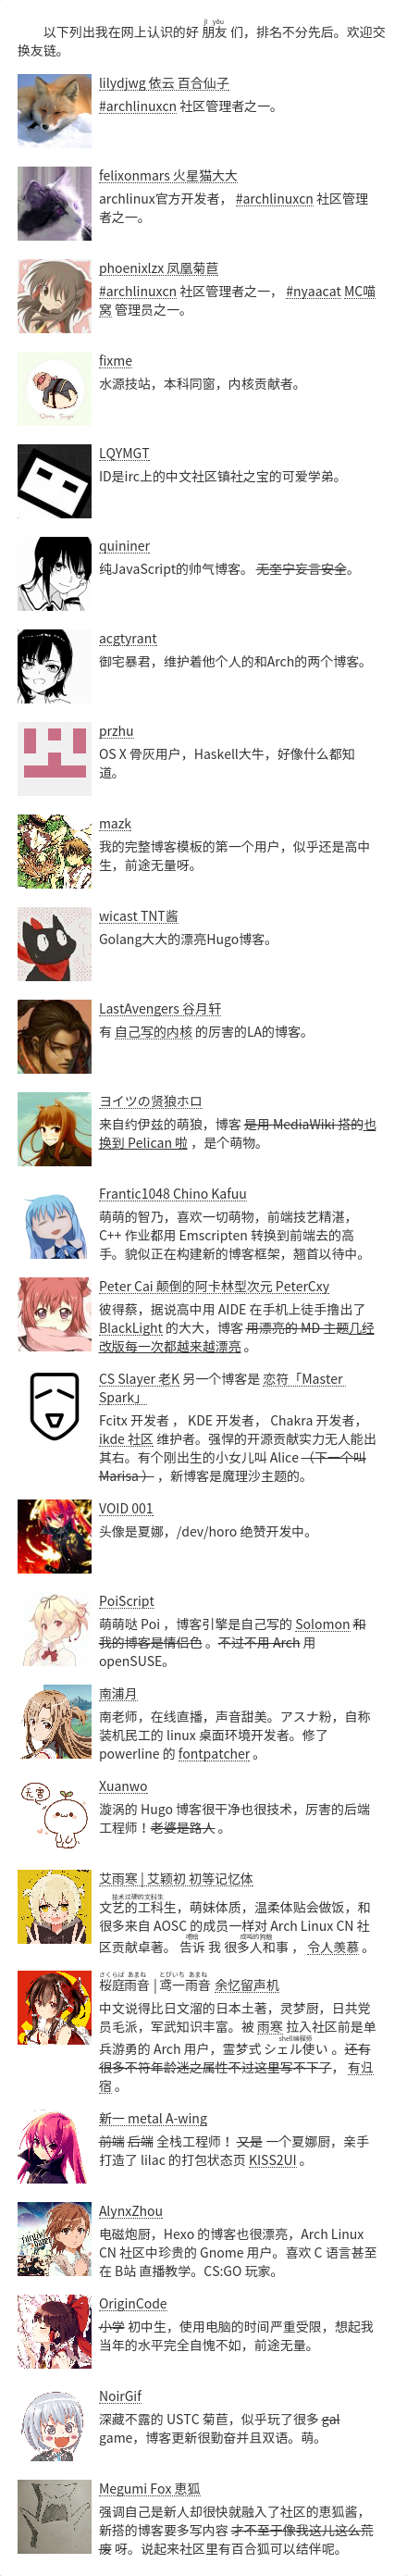 以下列出我在网上认识的好 朋友 们，排名不分先后。欢迎交
换友链。
lilydjwg 依云 百合仙子
#archlinuxcn 社区管理者之一。
felixonmars 火星猫大大
archlinux官方开发者， #archlinuxcn 社区管理
者之一。
phoenixlzx 凤凰菊苣
#archlinuxcn 社区管理者之一， #nyaacat MC喵
窝 管理员之一。
fixme
水源技站，本科同窗，内核贡献者。
LQYMGT
ID是irc上的中文社区镇社之宝的可爱学弟。
quininer
纯JavaScript的帅气博客。 无奎宁妄言安全。
acgtyrant
御宅暴君，维护着他个人的和Arch的两个博客。
przhu
OS X 骨灰用户，Haskell大牛，好像什么都知
道。
mazk
我的完整博客模板的第一个用户，似乎还是高中
生，前途无量呀。
wicast TNT酱
Golang大大的漂亮Hugo博客。
LastAvengers 谷月轩
有 自己写的内核 的厉害的LA的博客。
ヨイツの贤狼ホロ
来自约伊兹的萌狼，博客 是用 MediaWiki 搭的也
换到 Pelican 啦 ，是个萌物。
Frantic1048 Chino Kafuu
萌萌的智乃，喜欢一切萌物，前端技艺精湛，
C++ 作业都用 Emscripten 转换到前端去的高
手。貌似正在构建新的博客框架，翘首以待中。
Peter Cai 颠倒的阿卡林型次元 PeterCxy
彼得蔡，据说高中用 AIDE 在手机上徒手撸出了
BlackLight 的大大，博客 用漂亮的 MD 主题几经
改版每一次都越来越漂亮 。
CS Slayer 老K 另一个博客是 恋符「Master
Spark」
Fcitx 开发者 ， KDE 开发者， Chakra 开发者，
ikde 社区 维护者。强悍的开源贡献实力无人能出
其右。有个刚出生的小女儿叫 Alice （下一个叫
Marisa ） ，新博客是魔理沙主题的。
VOID 001
头像是夏娜，/dev/horo 绝赞开发中。
PoiScript
萌萌哒 Poi ，博客引擎是自己写的 Solomon 和
我的博客是情侣色 。不过不用 Arch 用
openSUSE。
南浦月
南老师，在线直播，声音甜美。アスナ粉，自称
装机民工的 linux 桌面环境开发者。修了
powerline 的 fontpatcher 。
Xuanwo
漩涡的 Hugo 博客很干净也很技术，厉害的后端
工程师！老婆是路人 。
艾雨寒 | 艾颖初 初等记忆体
文艺的工科生，萌妹体质，温柔体贴会做饭，和
很多来自 AOSC 的成员一样对 Arch Linux CN 社
区贡献卓著。 告诉 我 很多人和事 ， 令人羡慕 。
さくらば あまね とびいち あまね
桜庭雨音 | 鸢一雨音 余忆留声机
中文说得比日文溜的日本土著，灵梦厨，日共党
员毛派，军武知识丰富。被 雨寒 拉入社区前是单
兵游勇的 Arch 用户，灵梦式 シェル使い 。还有
很多不符年龄迷之属性不过这里写不下了， 有归
宿 。
新一 metal A-wing
前端 后端 全栈工程师 ！ 又是 一个夏娜厨，亲手
打造了 lilac 的打包状态页 KISS2UI 。
AlynxZhou
电磁炮厨，Hexo 的博客也很漂亮，Arch Linux
CN 社区中珍贵的 Gnome 用户。喜欢 C 语言甚至
在 B站 直播教学。CS:GO 玩家。
OriginCode
小学 初中生，使用电脑的时间严重受限，想起我
当年的水平完全自愧不如，前途无量。
NoirGif
深藏不露的 USTC 菊苣，似乎玩了很多 gal
game，博客更新很勤奋并且双语。萌。
Megumi Fox 恵狐
强调自己是新人却很快就融入了社区的恵狐酱，
新搭的博客要多写内容 才不至于像我这儿这么荒
废 呀。说起来社区里有百合狐可以结伴呢。